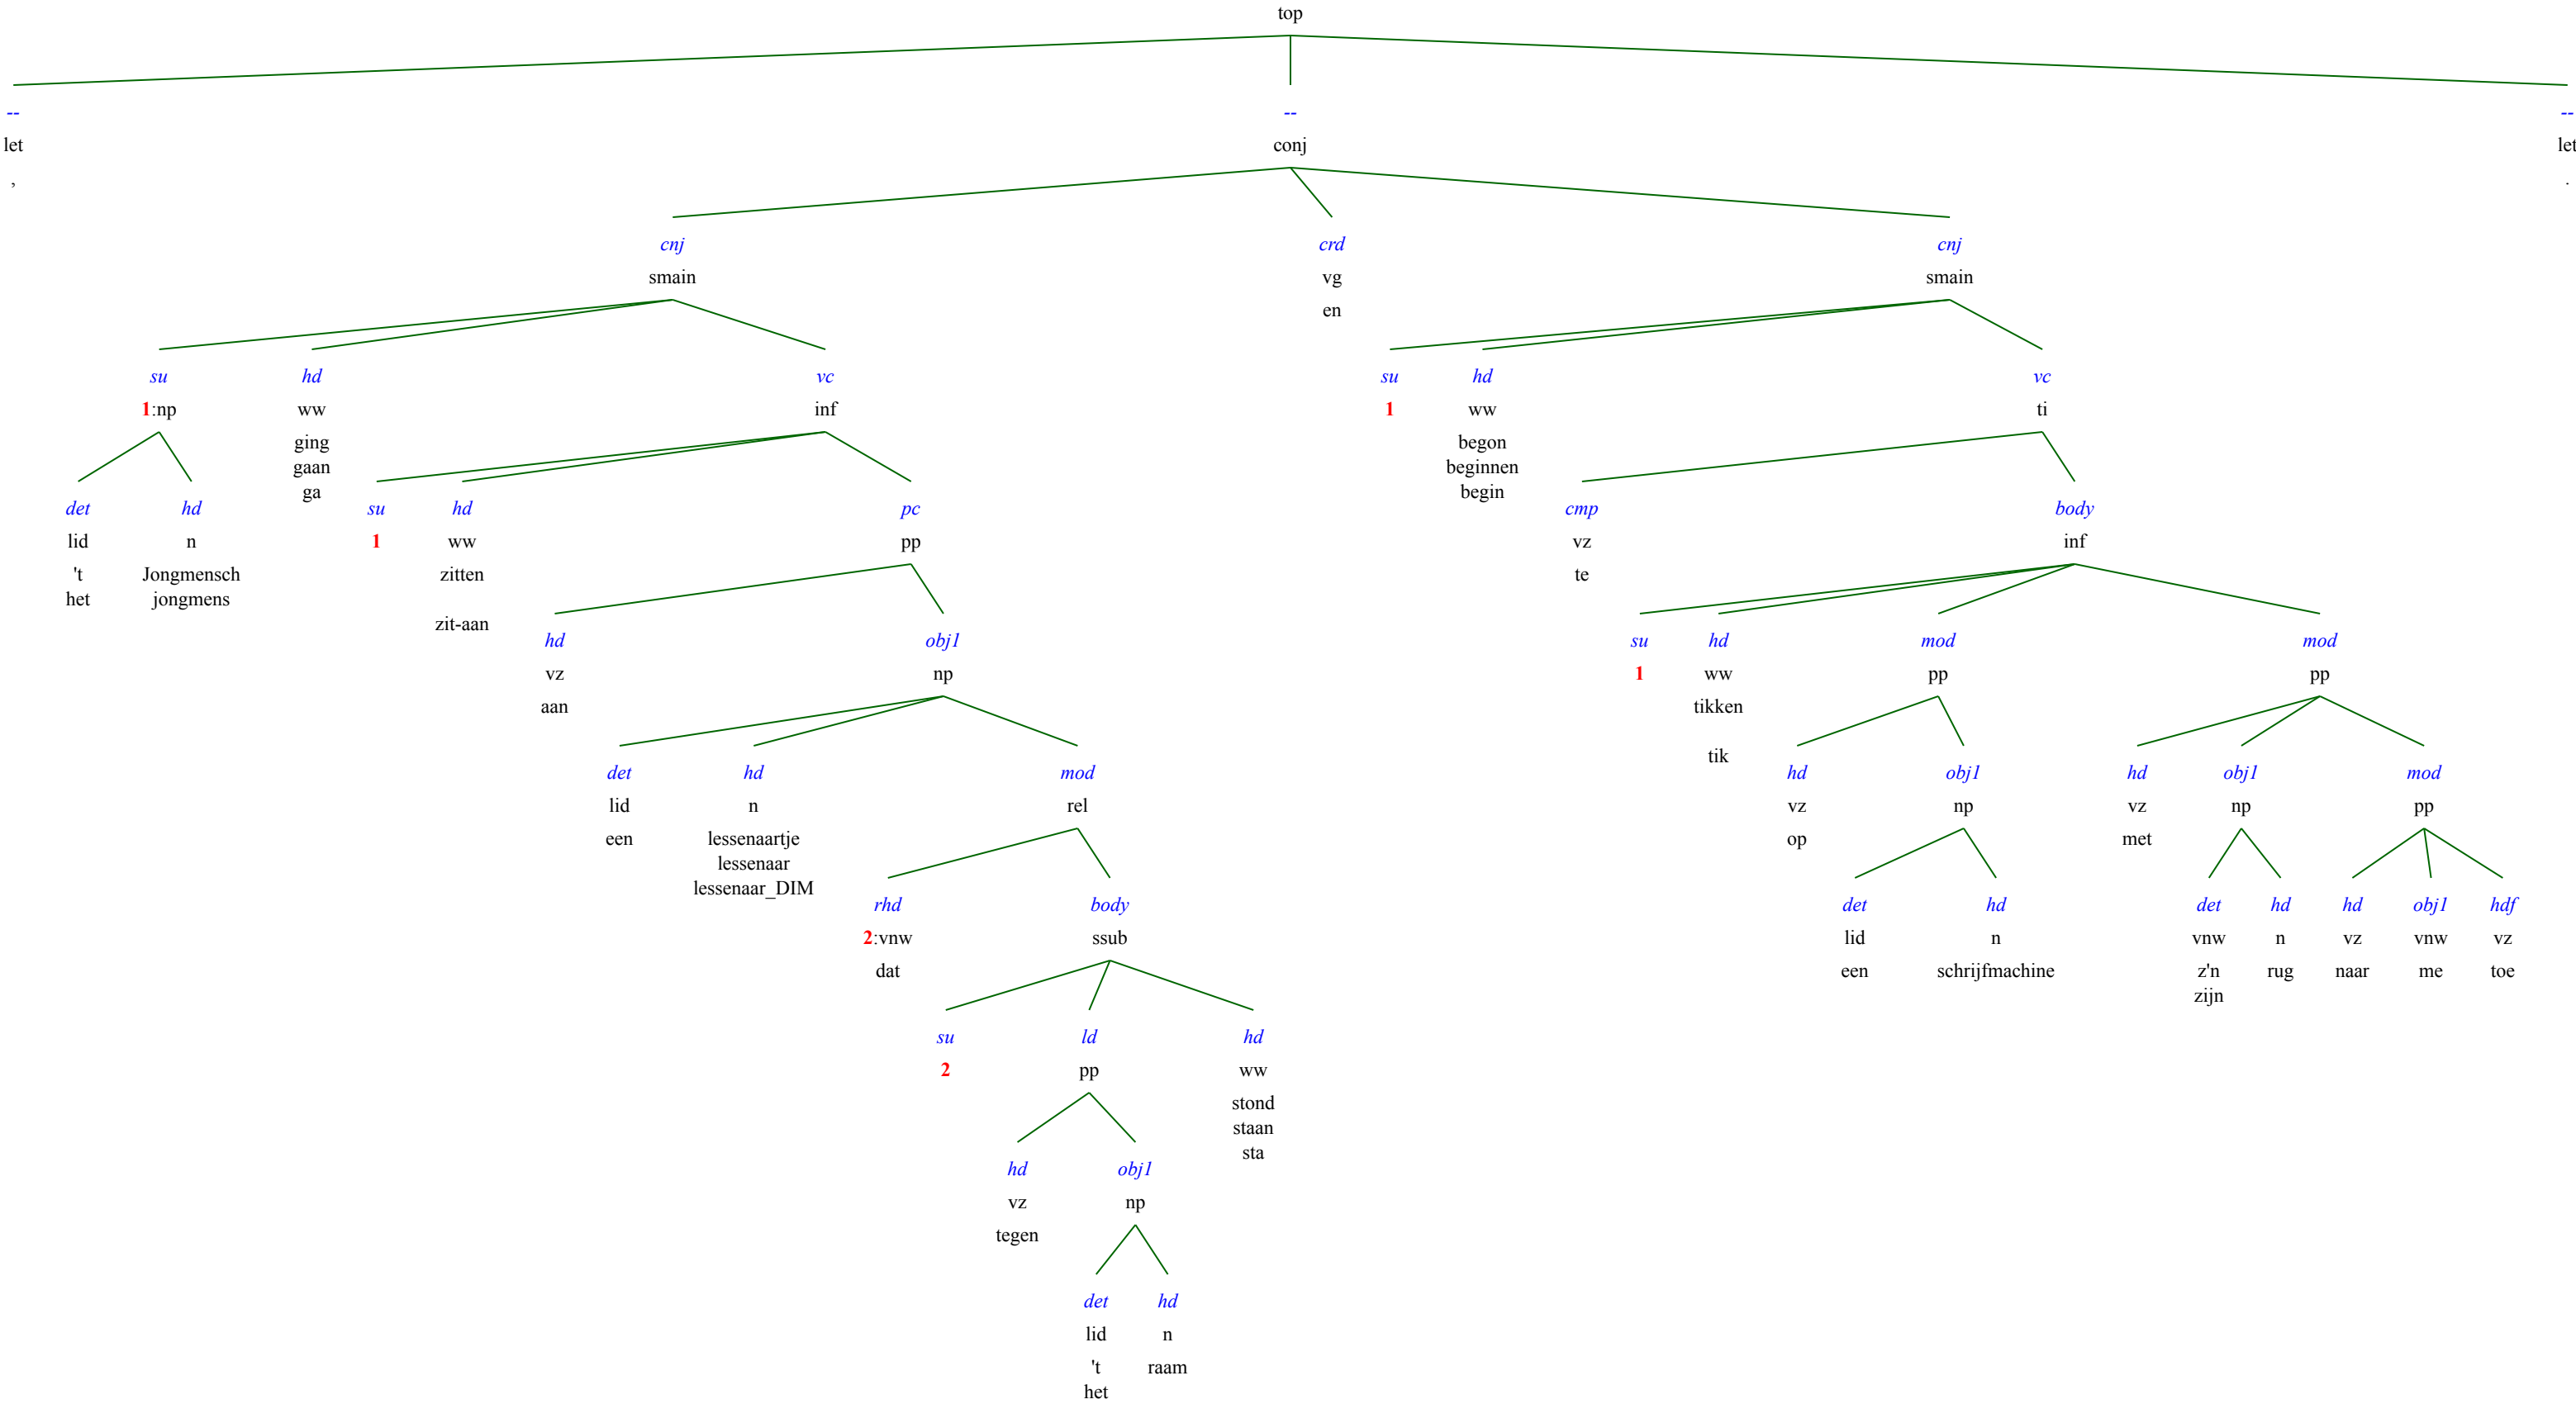 top
-- -- --
let conj let
, .
cnj crd cnj
smain vg smain
en
su hd vc su hd vc
1:np ww inf 1 ww ti
ging begon
gaan beginnen
ga begin
det hd su hd pc cmp body
lid n 1 ww pp vz inf
't Jongmensch zitten te
het jongmens
zit-aan
hd obj1 su hd mod mod
vz np 1 ww pp pp
aan tikken
tik
det hd mod hd obj1 hd obj1 mod
lid n rel vz np vz np pp
een lessenaartje op met
lessenaar
lessenaar_DIM
rhd body det hd det hd hd obj1 hdf
2:vnw ssub lid n vnw n vz vnw vz
dat een schrijfmachine z'n rug naar me toe
zijn
su ld hd
2 pp ww
stond
staan
sta
hd obj1
vz np
tegen
det hd
lid n
't raam
het